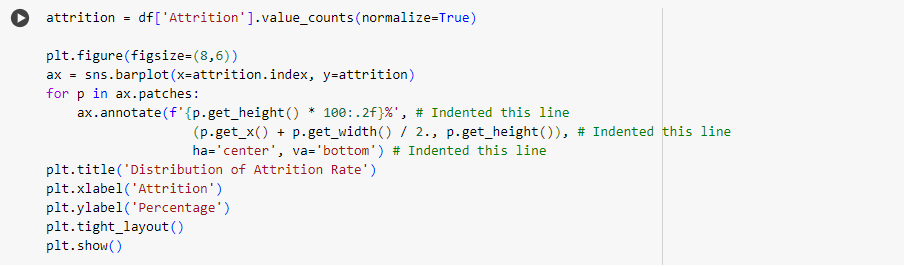 attrition = df['Attrition'].value_counts(normalize=True)
plt.figure(figsize=(8,6))
ax = sns.barplot(x=attrition.index, y=attrition)
for p in ax.patches:
    ax.annotate(f'{p.get_height() * 100:.2f}%', # Indented this line
                   (p.get_x() + p.get_width() / 2., p.get_height()), # Indented this line
                   ha='center', va='bottom') # Indented this line
plt.title('Distribution of Attrition Rate')
plt.xlabel('Attrition')
plt.ylabel('Percentage')
plt.tight_layout()
plt.show()